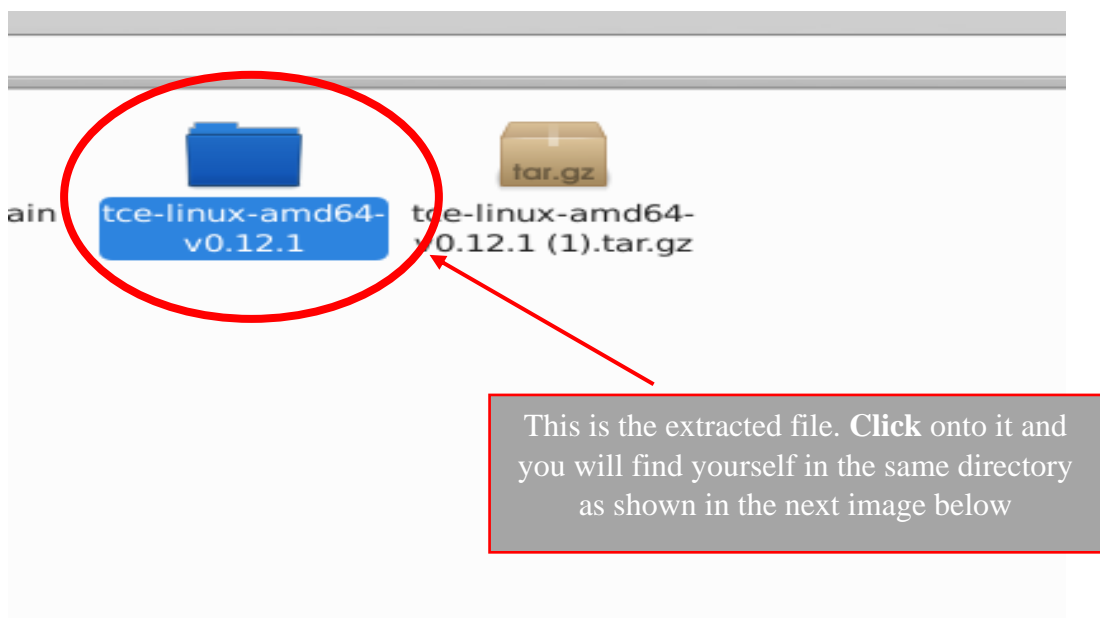 tar.gz
ain
tce-linux-amd64-
v0.12.1
tce-linux-amd64-
v0.12.1 (1).tar.gz
This is the extracted file. Click onto it and
you will find yourself in the same directory
as shown in the next image below